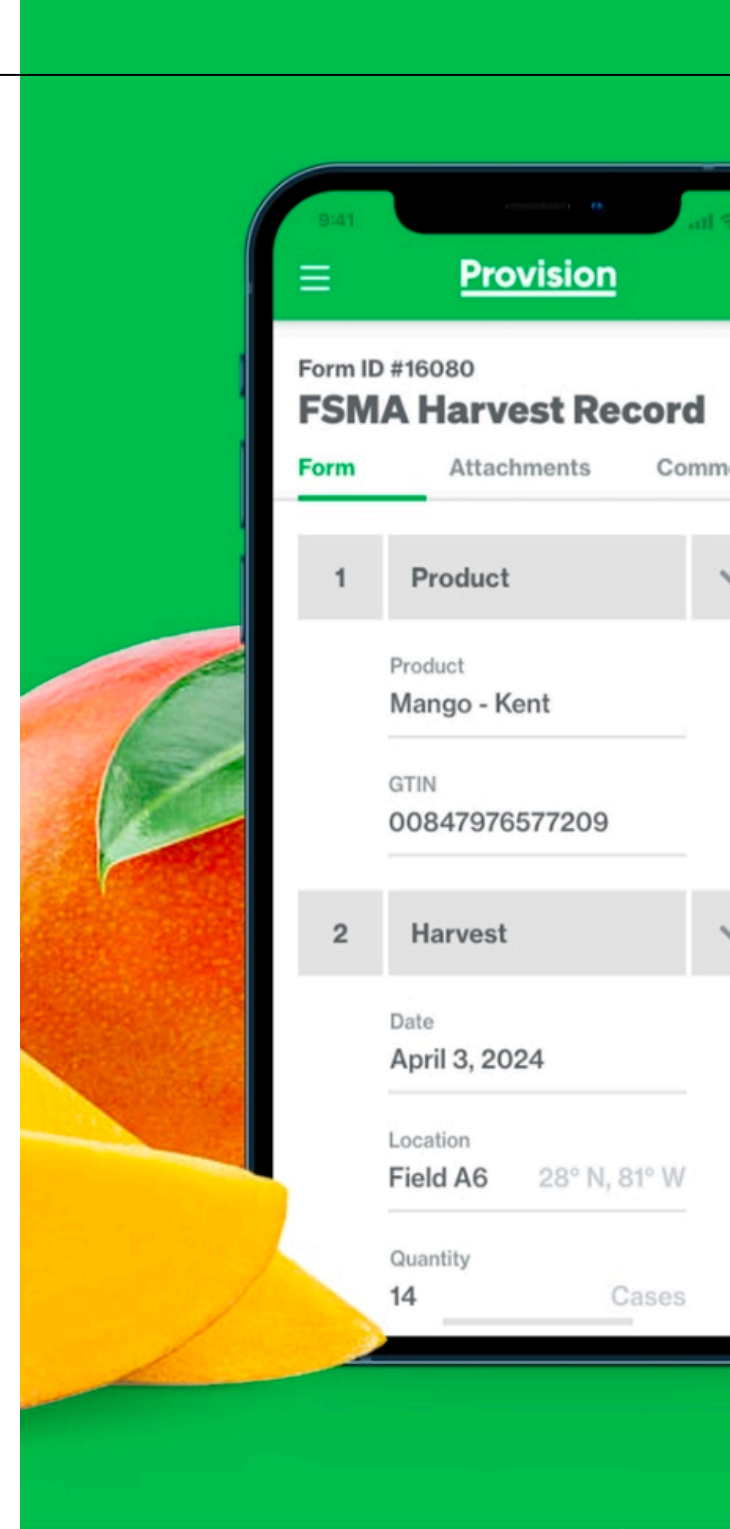 9:41
Provision
Form ID #16080
FSMA Harvest Record
Form Attachments
1 Product
Product
Mango - Kent
GTIN
00847976577209
2 Harvest
Date
April 3, 2024
Location
Field A6 28° N, 81° W
Quantity
14 Cases